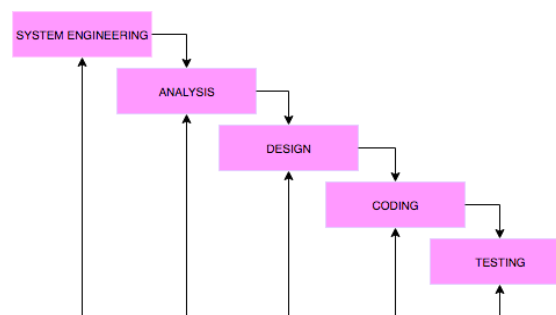 SYSTEM ENGINEERING
ANALYSIS
DESIGN
CODING
TESTING